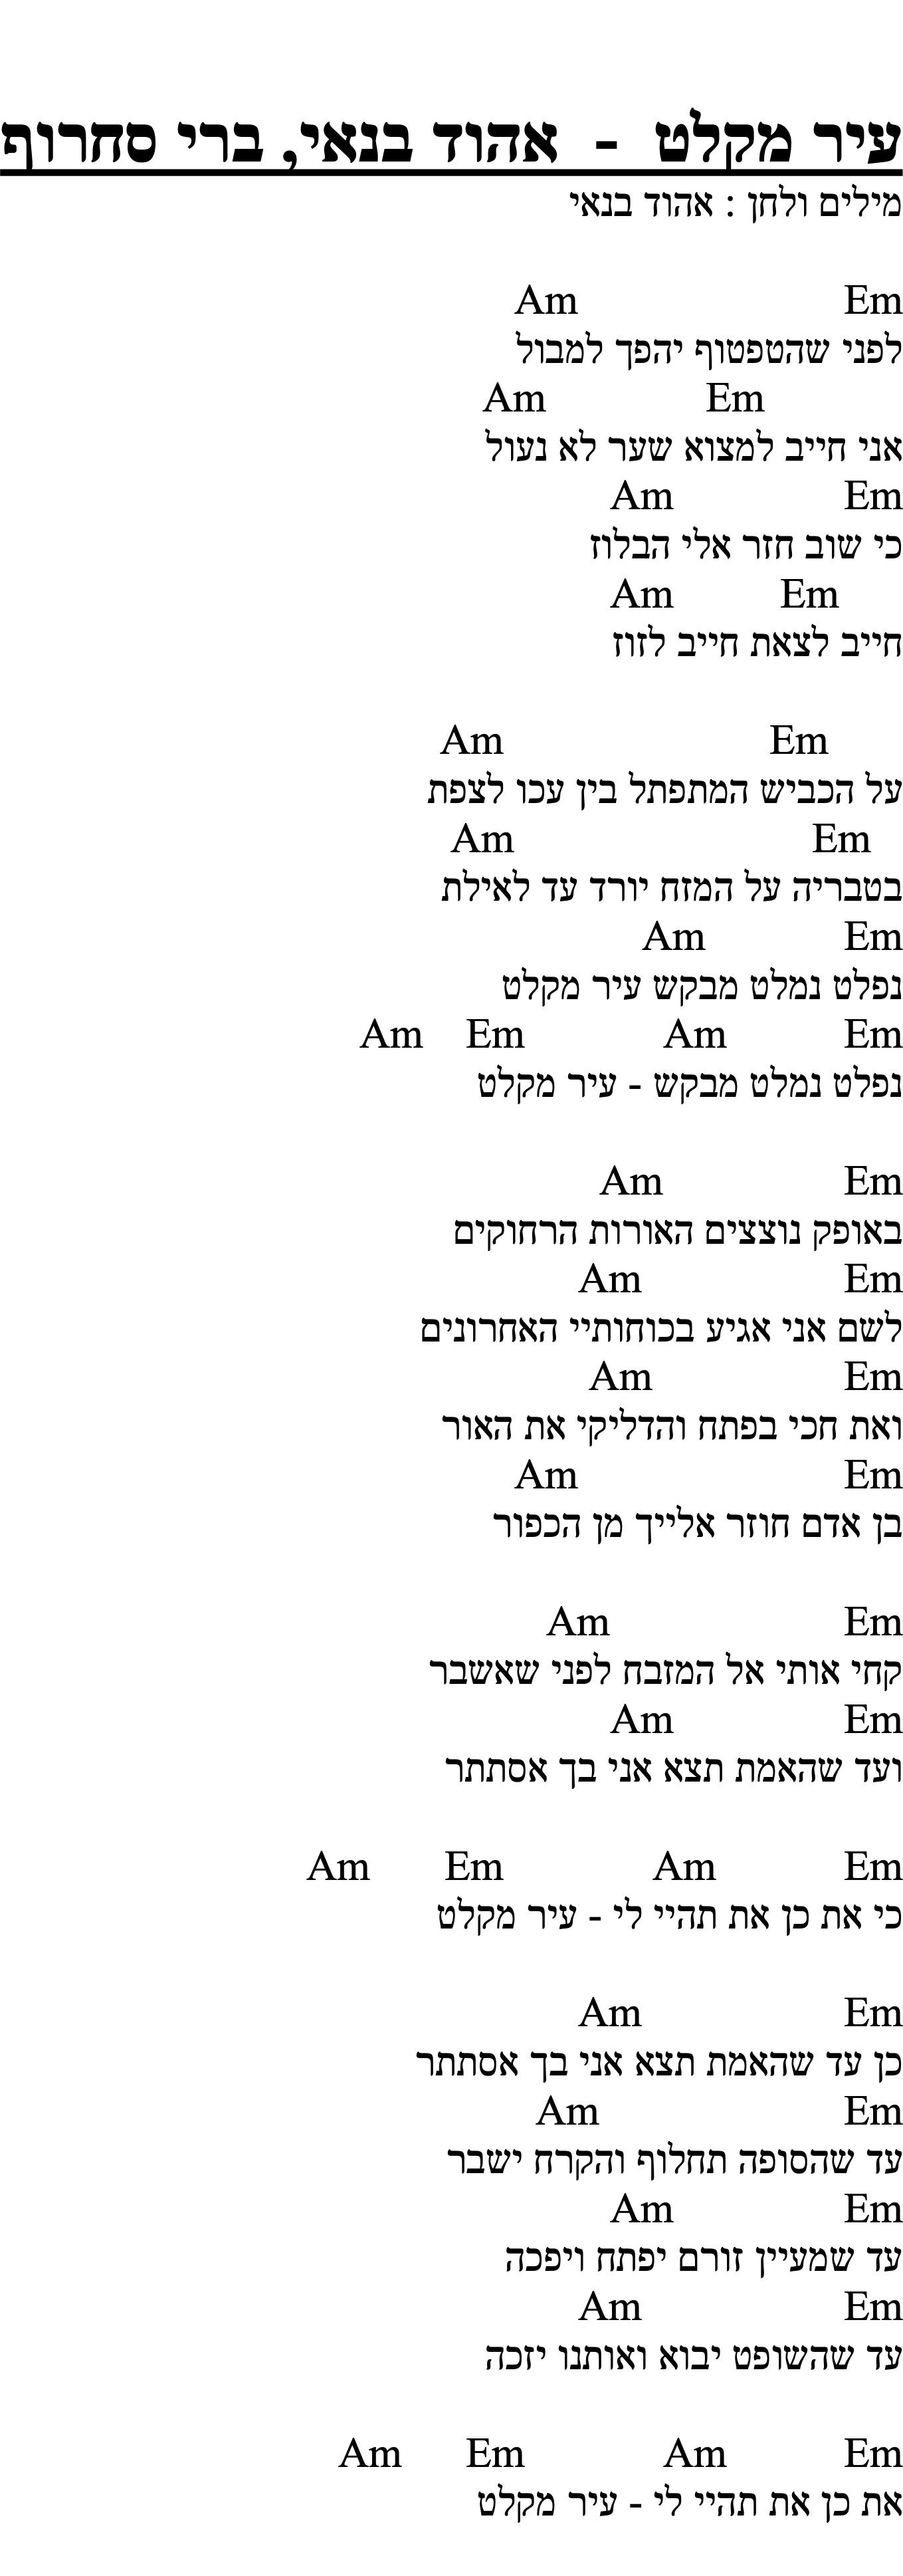 עיר מקלט - אהוד בנאי, ברי סחרוף
מילים ולחן : אהוד בנאי
Em Am
לפני שהטפטוף יהפך למבול
Em Am
אני חייב למצוא שער לא נעול
Em Am
כי שוב חזר אלי הבלוז
Em Am
חייב לצאת חייב לזוז
Em Am
על הכביש המתפתל בין עכו לצפת
Em Am
בטבריה על המזח יורד עד לאילת
Em Am
נפלט נמלט מבקש עיר מקלט
Em Am Em Am
נפלט נמלט מבקש - עיר מקלט
Em Am
באופק נוצצים האורות הרחוקים
Em Am
לשם אני אגיע בכוחותיי האחרונים
Em Am
ואת חכי בפתח והדליקי את האור
Em Am
בן אדם חוזר אלייך מן הכפור
Em Am
קחי אותי אל המזבח לפני שאשבר
Em Am
ועד שהאמת תצא אני בך אסתתר
Em Am Em Am
כי את כן את תהיי לי - עיר מקלט
Em Am
כן עד שהאמת תצא אני בך אסתתר
Em Am
עד שהסופה תחלוף והקרח ישבר
Em Am
עד שמעיין זורם יפתח ויפכה
Em Am
עד שהשופט יבוא ואותנו יזכה
Em Am Em Am
את כן את תהיי לי - עיר מקלט